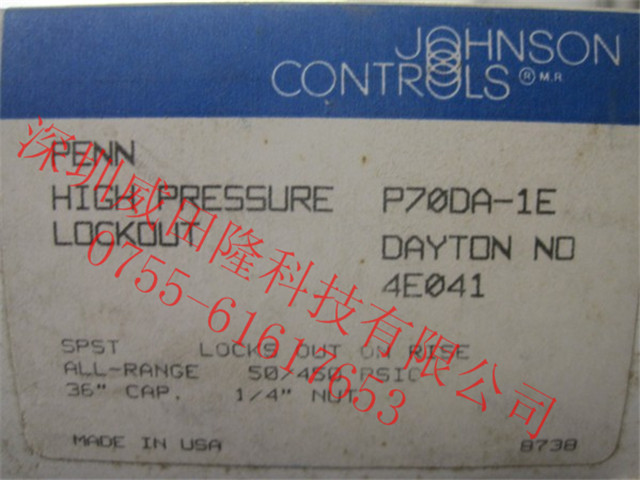 JOHNSON
CONTROLS ® M.R.
PENN
HIGH PRESSURE P70DA-1E
LOCKOUT DAYTON NO
4E041
SPST LOCKS OUT ON RISE
ALL-RANGE 50/450 PSIG
36" CAP. 1/4" NUT
MADE IN USA 8738
深圳威田隆科技有限公司
0755-61617653